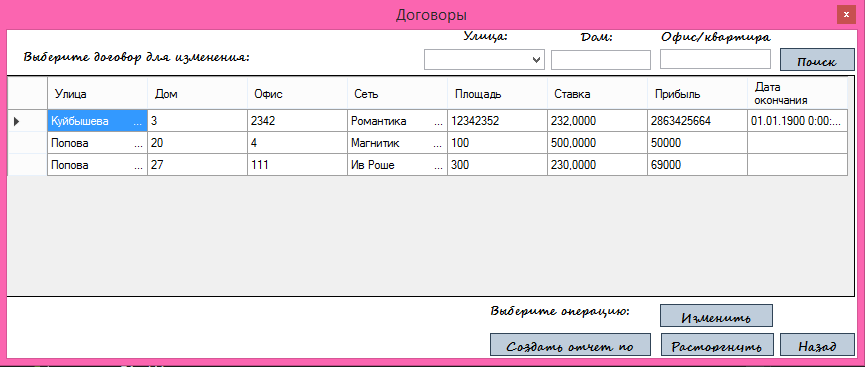 Договоры
x
Улица: Дом: Офис/квартира
Выберите договор для изменения:
Поиск
Улица Дом Офис Сеть Площадь Ставка Прибыль Дата окончания
Куйбышева ... 3 2342 Романтика ... 12342352 232,0000 2863425664 01.01.1900 0:00:...
Попова ... 20 4 Магнитик ... 100 500,0000 50000
Попова ... 27 111 Ив Роше ... 300 230,0000 69000
Выберите операцию: Изменить
Создать отчет по Расторгнуть Назад